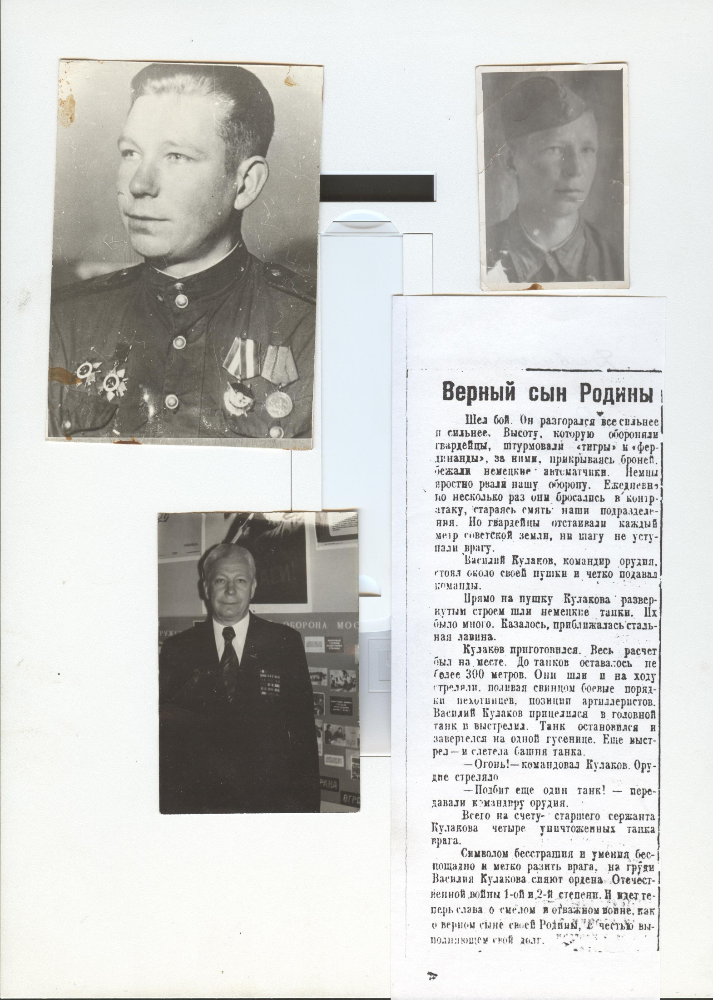 АЦИ!
ОБОРОНА МОС
РАНА
ОГРО
Верный сын Родины
Шел бой. Он разгорался все сильнее
и сильнее. Высоту, которую обороняли
гвардейцы, штурмовали «тигры» и «фер-
динанды», за ними, прикрываясь броней,
бежали немецкие автоматчики. Немцы
яростно рвали нашу оборону. Ежедневно
по несколько раз они бросались в контр-
атаку, стараясь смять наши подразделе-
ния. Но гвардейцы отстаивали каждый
метр советской земли, ни шагу не усту-
пали врагу.
Василий Кулаков, командир орудия,
стоял около своей пушки и четко подавал
команды.
Прямо на пушку Кулакова развер-
нутым строем шли немецкие танки. Их
было много. Казалось, приближалась сталь-
ная лавина.
Кулаков приготовился. Весь расчет
был на месте. До танков оставалось не
более 300 метров. Они шли и на ходу
стреляли, поливая свинцом боевые поряд-
ки пехотинцев, позиции артиллеристов.
Василий Кулаков прицелился в головной
танк и выстрелил. Танк остановился и
завертелся на одной гусенице. Еще выст-
рел — и слетела башня танка.
— Огонь! — командовал Кулаков. Ору-
дие стреляло
— Подбит еще один танк! — пере-
давали командиру орудия.
Всего на счету старшего сержанта
Кулакова четыре уничтоженных танка
врага.
Символом бесстрашия и умения бес-
пощадно и метко разить врага, на груди
Василия Кулакова сияют ордена Отечест-
венной войны 1-ой и 2-й степени. И идет те-
перь слава о смелом и отважном воине, как
о верном сыне своей Родины, с честью вы-
полняющем свой долг.